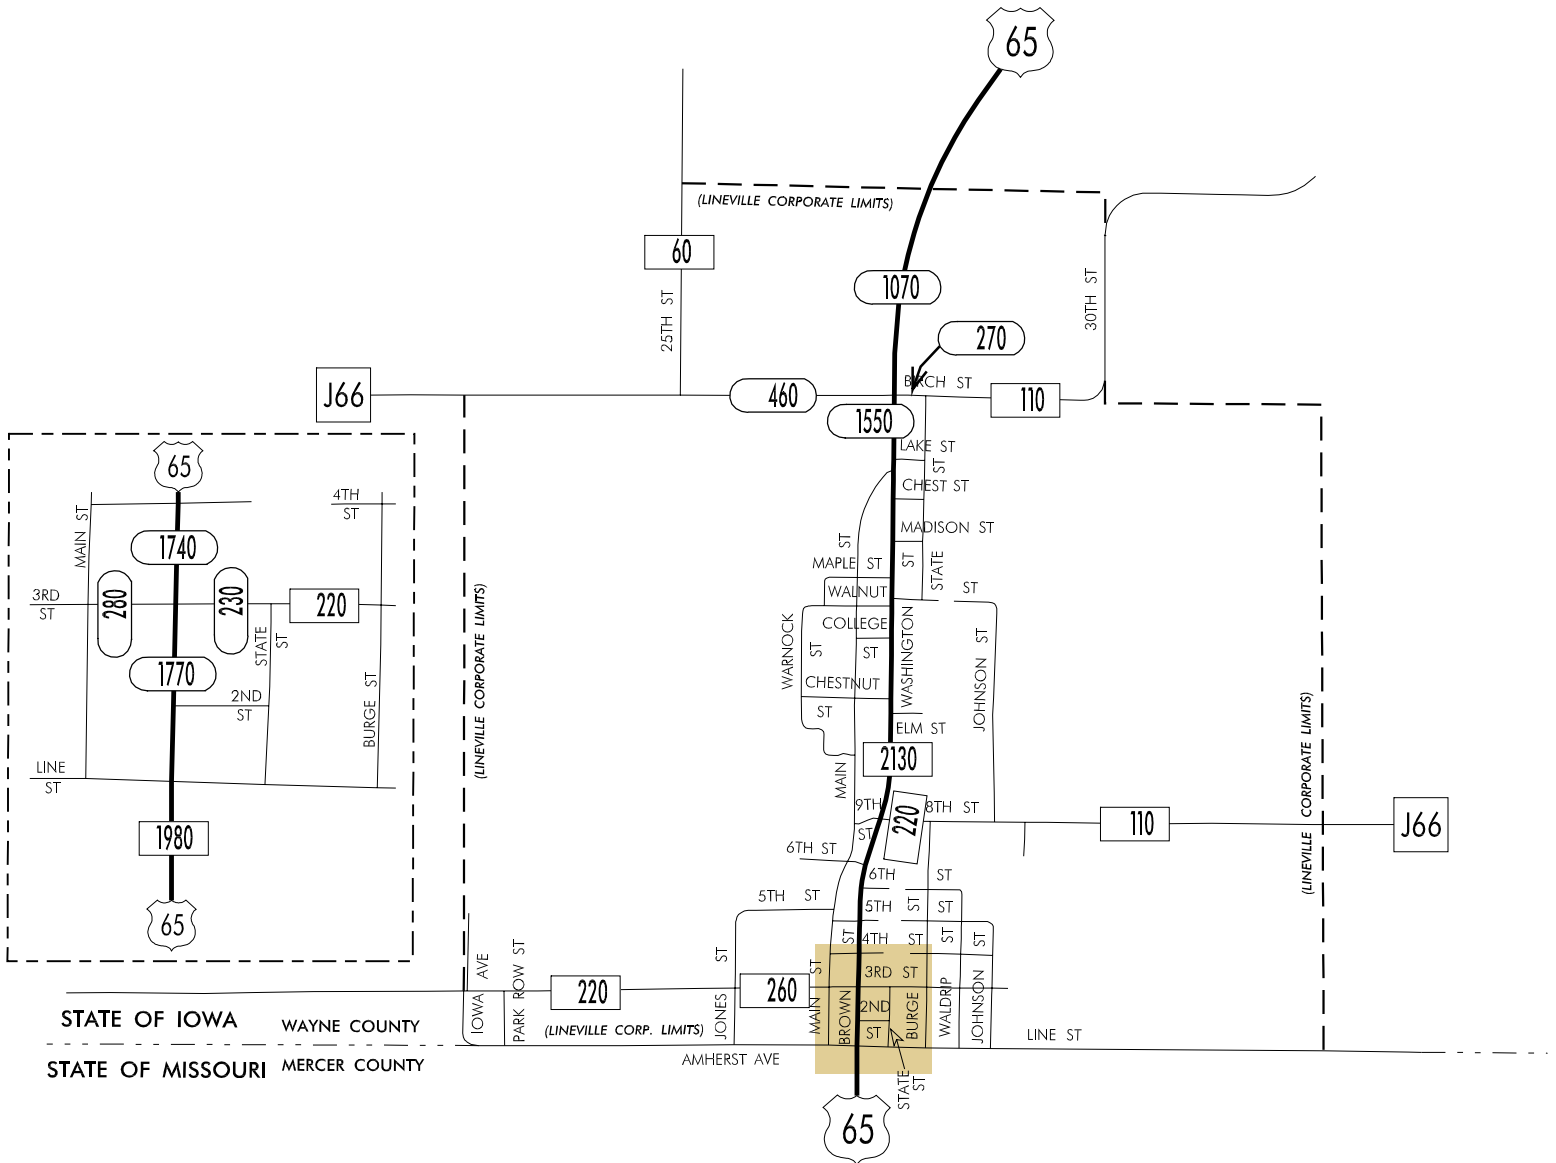 65
(LINEVILLE CORPORATE LIMITS)
60
1070
25TH ST
30TH ST
270
J66
460
BIRCH ST
110
1550
LAKE ST
ST
CHEST ST
MADISON ST
ST
MAPLE ST
ST
STATE
ST
WALNUT
COLLEGE
WARNOCK
ST
ST
WASHINGTON
JOHNSON ST
CHESTNUT
ST
ELM ST
2130
MAIN
9TH
ST
220
8TH ST
110
J66
(LINEVILLE CORPORATE LIMITS)
(LINEVILLE CORPORATE LIMITS)
6TH ST
6TH ST
5TH ST
5TH ST ST
4TH ST
ST
ST
ST
ST
3RD ST
2ND
ST
MAIN
BROWN
BURGE
WALDRIP
JOHNSON
JONES ST
260
220
IOWA AVE
PARK ROW ST
(LINEVILLE CORP. LIMITS)
LINE ST
AMHERST AVE
STATE
ST
65
STATE OF IOWA WAYNE COUNTY
STATE OF MISSOURI MERCER COUNTY
65
MAIN ST
4TH
ST
1740
3RD
ST
280
230
220
STATE
ST
1770
2ND
ST
BURGE ST
LINE
ST
1980
65